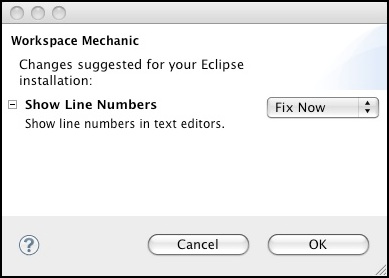 Workspace Mechanic
Changes suggested for your Eclipse
installation:
Show Line Numbers
Fix Now
Show line numbers in text editors.
?
Cancel
OK